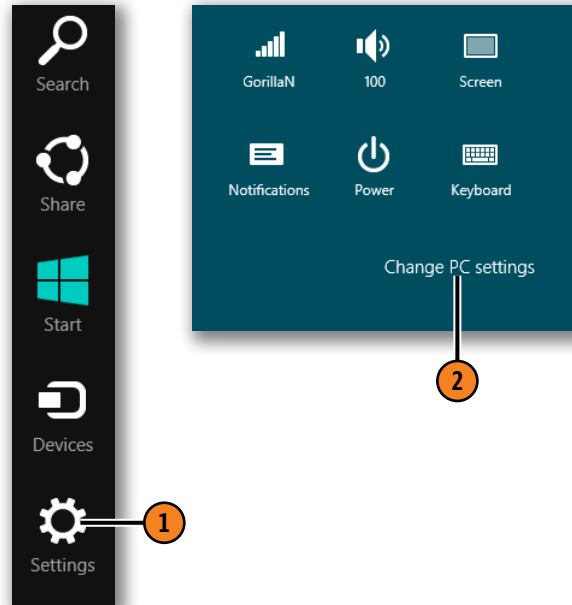 Search
Share
Start
Devices
Settings
1
GorillaN 100 Screen
Notifications Power Keyboard
Change PC settings
2